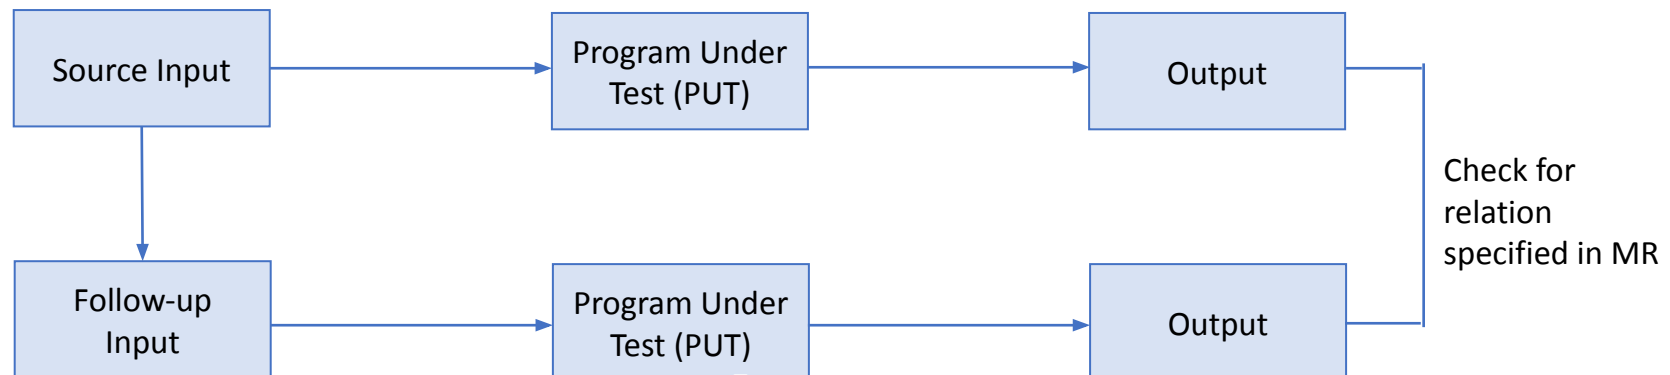 Source Input
Program Under
Test (PUT)
Output
Check for
relation
specified in MR
Follow-up
Input
Program Under
Test (PUT)
Output